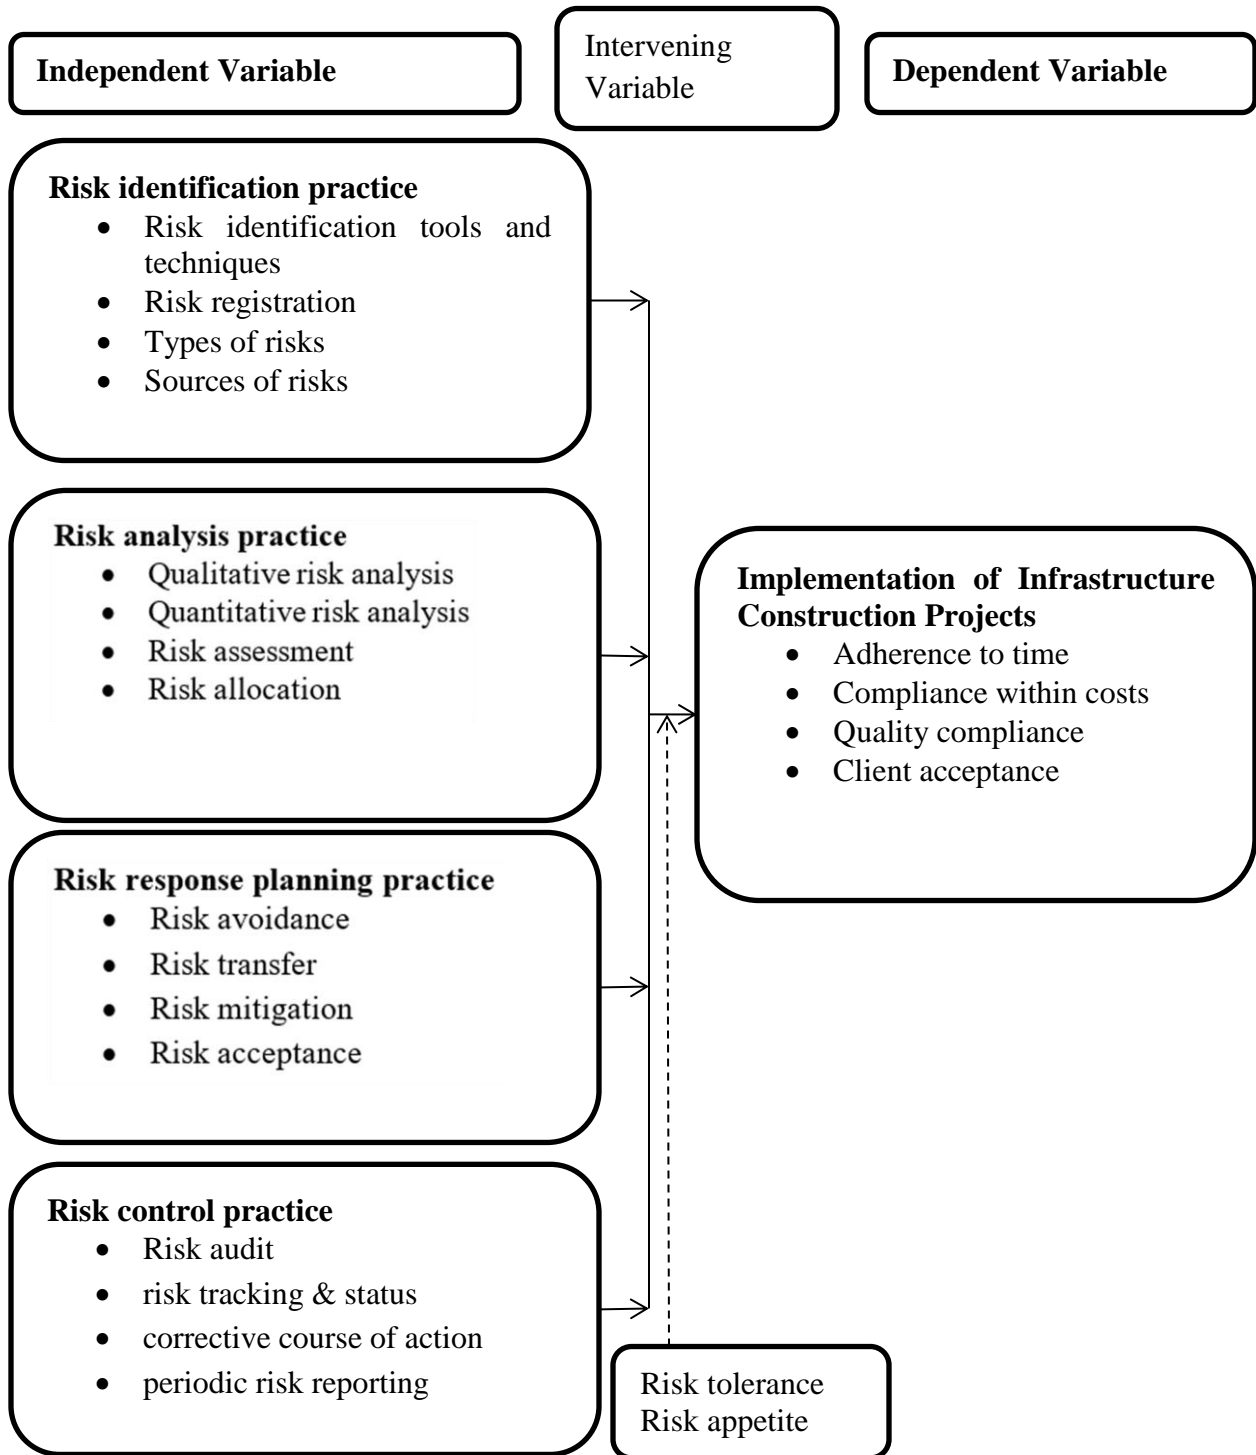 Independent Variable
Intervening
Variable
Dependent Variable
Risk identification practice
• Risk identification tools and
techniques
• Risk registration
• Types of risks
• Sources of risks
Risk analysis practice
• Qualitative risk analysis
• Quantitative risk analysis
• Risk assessment
• Risk allocation
Risk response planning practice
• Risk avoidance
• Risk transfer
• Risk mitigation
• Risk acceptance
Risk control practice
• Risk audit
• risk tracking & status
• corrective course of action
• periodic risk reporting
Risk tolerance
Risk appetite
Implementation of Infrastructure
Construction Projects
• Adherence to time
• Compliance within costs
• Quality compliance
• Client acceptance